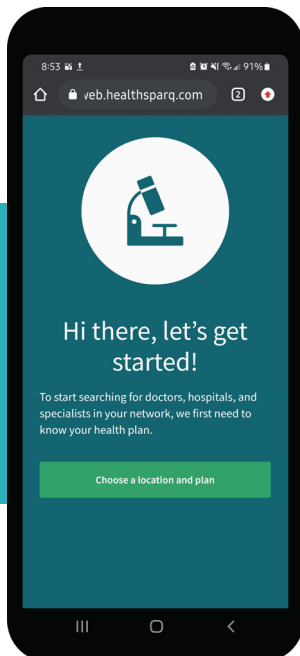 8:53
91%
veb.healthsparq.com
2
Hi there, let's get
started!
To start searching for doctors, hospitals, and
specialists in your network, we first need to
know your health plan.
Choose a location and plan